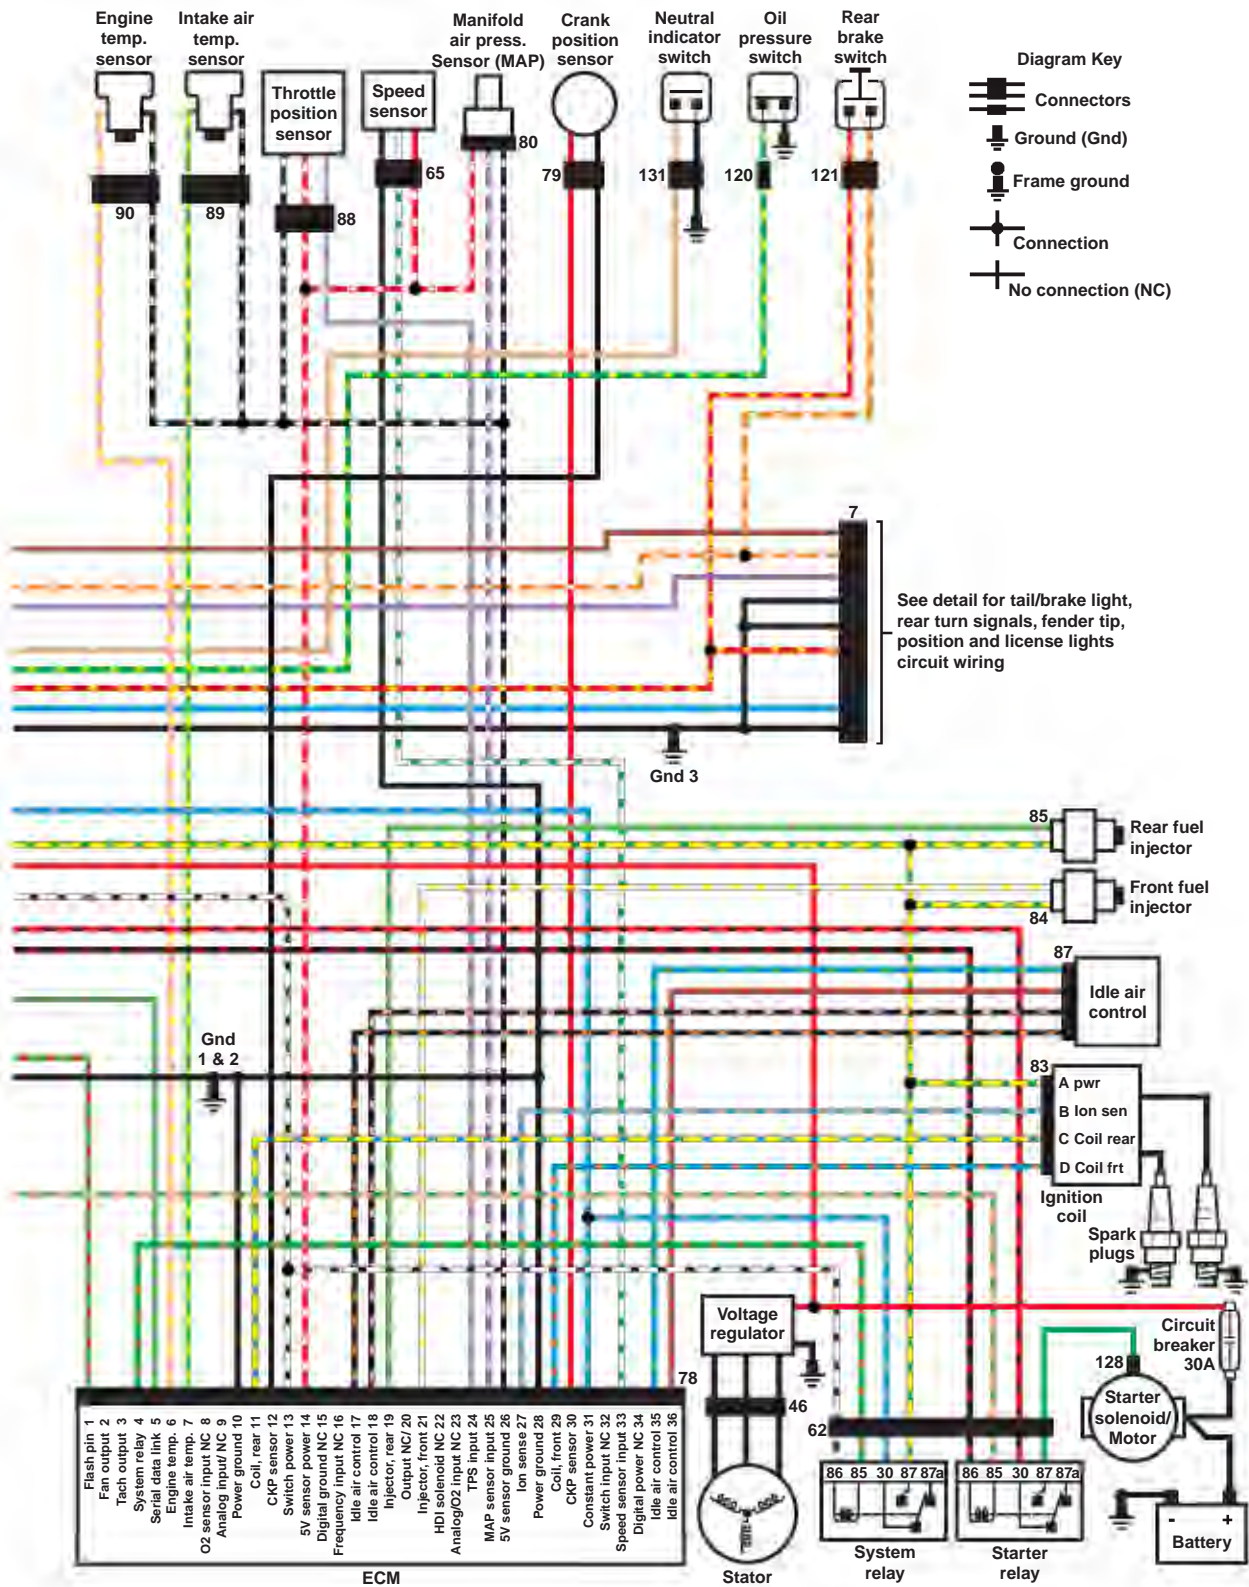 Engine
temp.
sensor
Intake air
temp.
sensor
Throttle
position
sensor
Speed
sensor
Manifold
air press.
Sensor (MAP)
Crank
position
sensor
Neutral
indicator
switch
Oil
pressure
switch
Rear
brake
switch
Diagram Key
Connectors
Ground (Gnd)
Frame ground
Connection
No connection (NC)
90
89
88
65
80
79
131
120
121
7
See detail for tail/brake light,
rear turn signals, fender tip,
position and license lights
circuit wiring
Gnd 3
85
Rear fuel
injector
Front fuel
injector
84
87
Idle air
control
Gnd
1 & 2
83
A pwr
B Ion sen
C Coil rear
D Coil frt
Ignition
coil
Spark
plugs
Voltage
regulator
Circuit
breaker
30A
128
Starter
solenoid/
Motor
78
46
62
Flash pin 1
Fan output 2
Tach output 3
System relay 4
Serial data link 5
Engine temp. 6
Intake air temp. 7
O2 sensor input NC 8
Analog input/ NC 9
Power ground 10
Coil, rear 11
CKP sensor 12
Switch power 13
5V sensor power 14
Digital ground NC 15
Frequency input NC 16
Idle air control 17
Idle air control 18
Injector, rear 19
Output NC/ 20
Injector, front 21
HDI solenoid NC 22
Analog/O2 input NC 23
TPS input 24
MAP sensor input 25
5V sensor ground 26
Ion sense 27
Power ground 28
Coil, front 29
CKP sensor 30
Constant power 31
Switch input NC 32
Speed sensor input 33
Digital power NC 34
Idle air control 35
Idle air control 36
86 85 30 87 87a
86 85 30 87 87a
- +
Battery
ECM
Stator
System
relay
Starter
relay